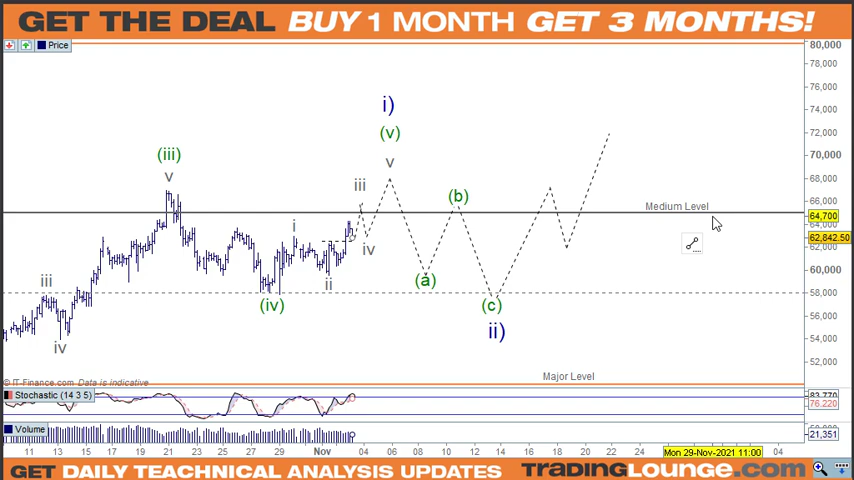 GET THE DEAL BUY 1 MONTH GET 3 MONTHS!
Price
80,000
78,000
76,000
74,000
72,000
70,000
68,000
66,000
64,700
64,000
62,842.50
60,000
58,000
56,000
54,000
52,000
i)
(v)
v
(iii)
v
iii
(b)
Medium Level
i
iv
iii
ii
(iv)
(a)
(c)
ii)
iv
Major Level
© IT-Finance.com Data is indicative
Stochastic (14 3 5)
83.770
76.220
Volume
21,351
11 13 15 17 19 21 23 25 27 29 Nov 04 06 08 10 12 14 16 18 20 22 24 Mon 29-Nov-2021 11:00 04
GET DAILY TEACHNICAL ANALYSIS UPDATES TRADINGLOUNGE.com